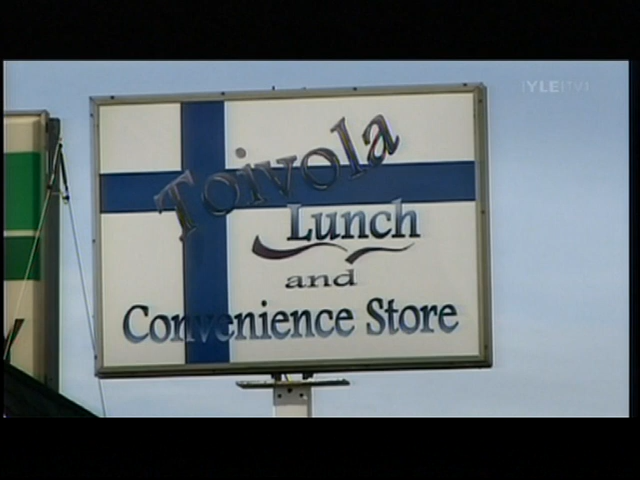 YLE TV1
Toivola
Lunch
and
Convenience Store